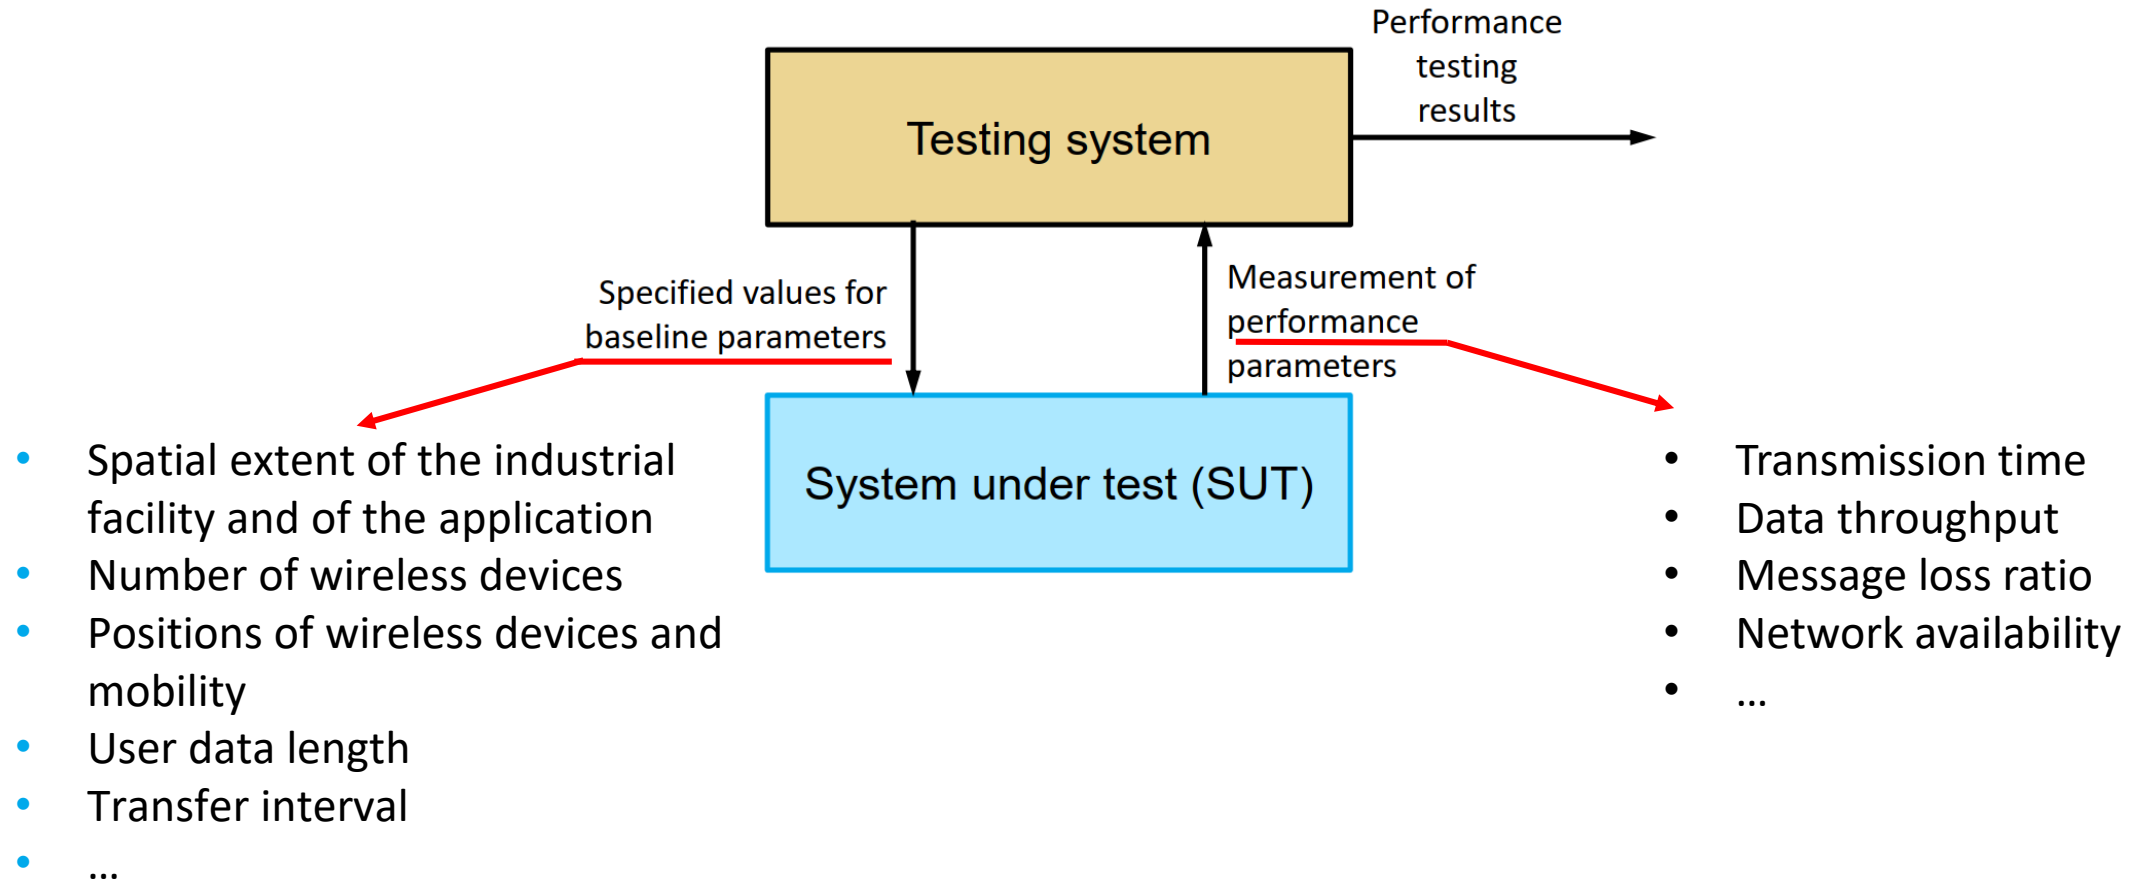 Performance
testing
results
Testing system
Specified values for
baseline parameters
Measurement of
performance
parameters
System under test (SUT)
• Spatial extent of the industrial
facility and of the application
• Number of wireless devices
• Positions of wireless devices and
mobility
• User data length
• Transfer interval
• ...
• Transmission time
• Data throughput
• Message loss ratio
• Network availability
• ...